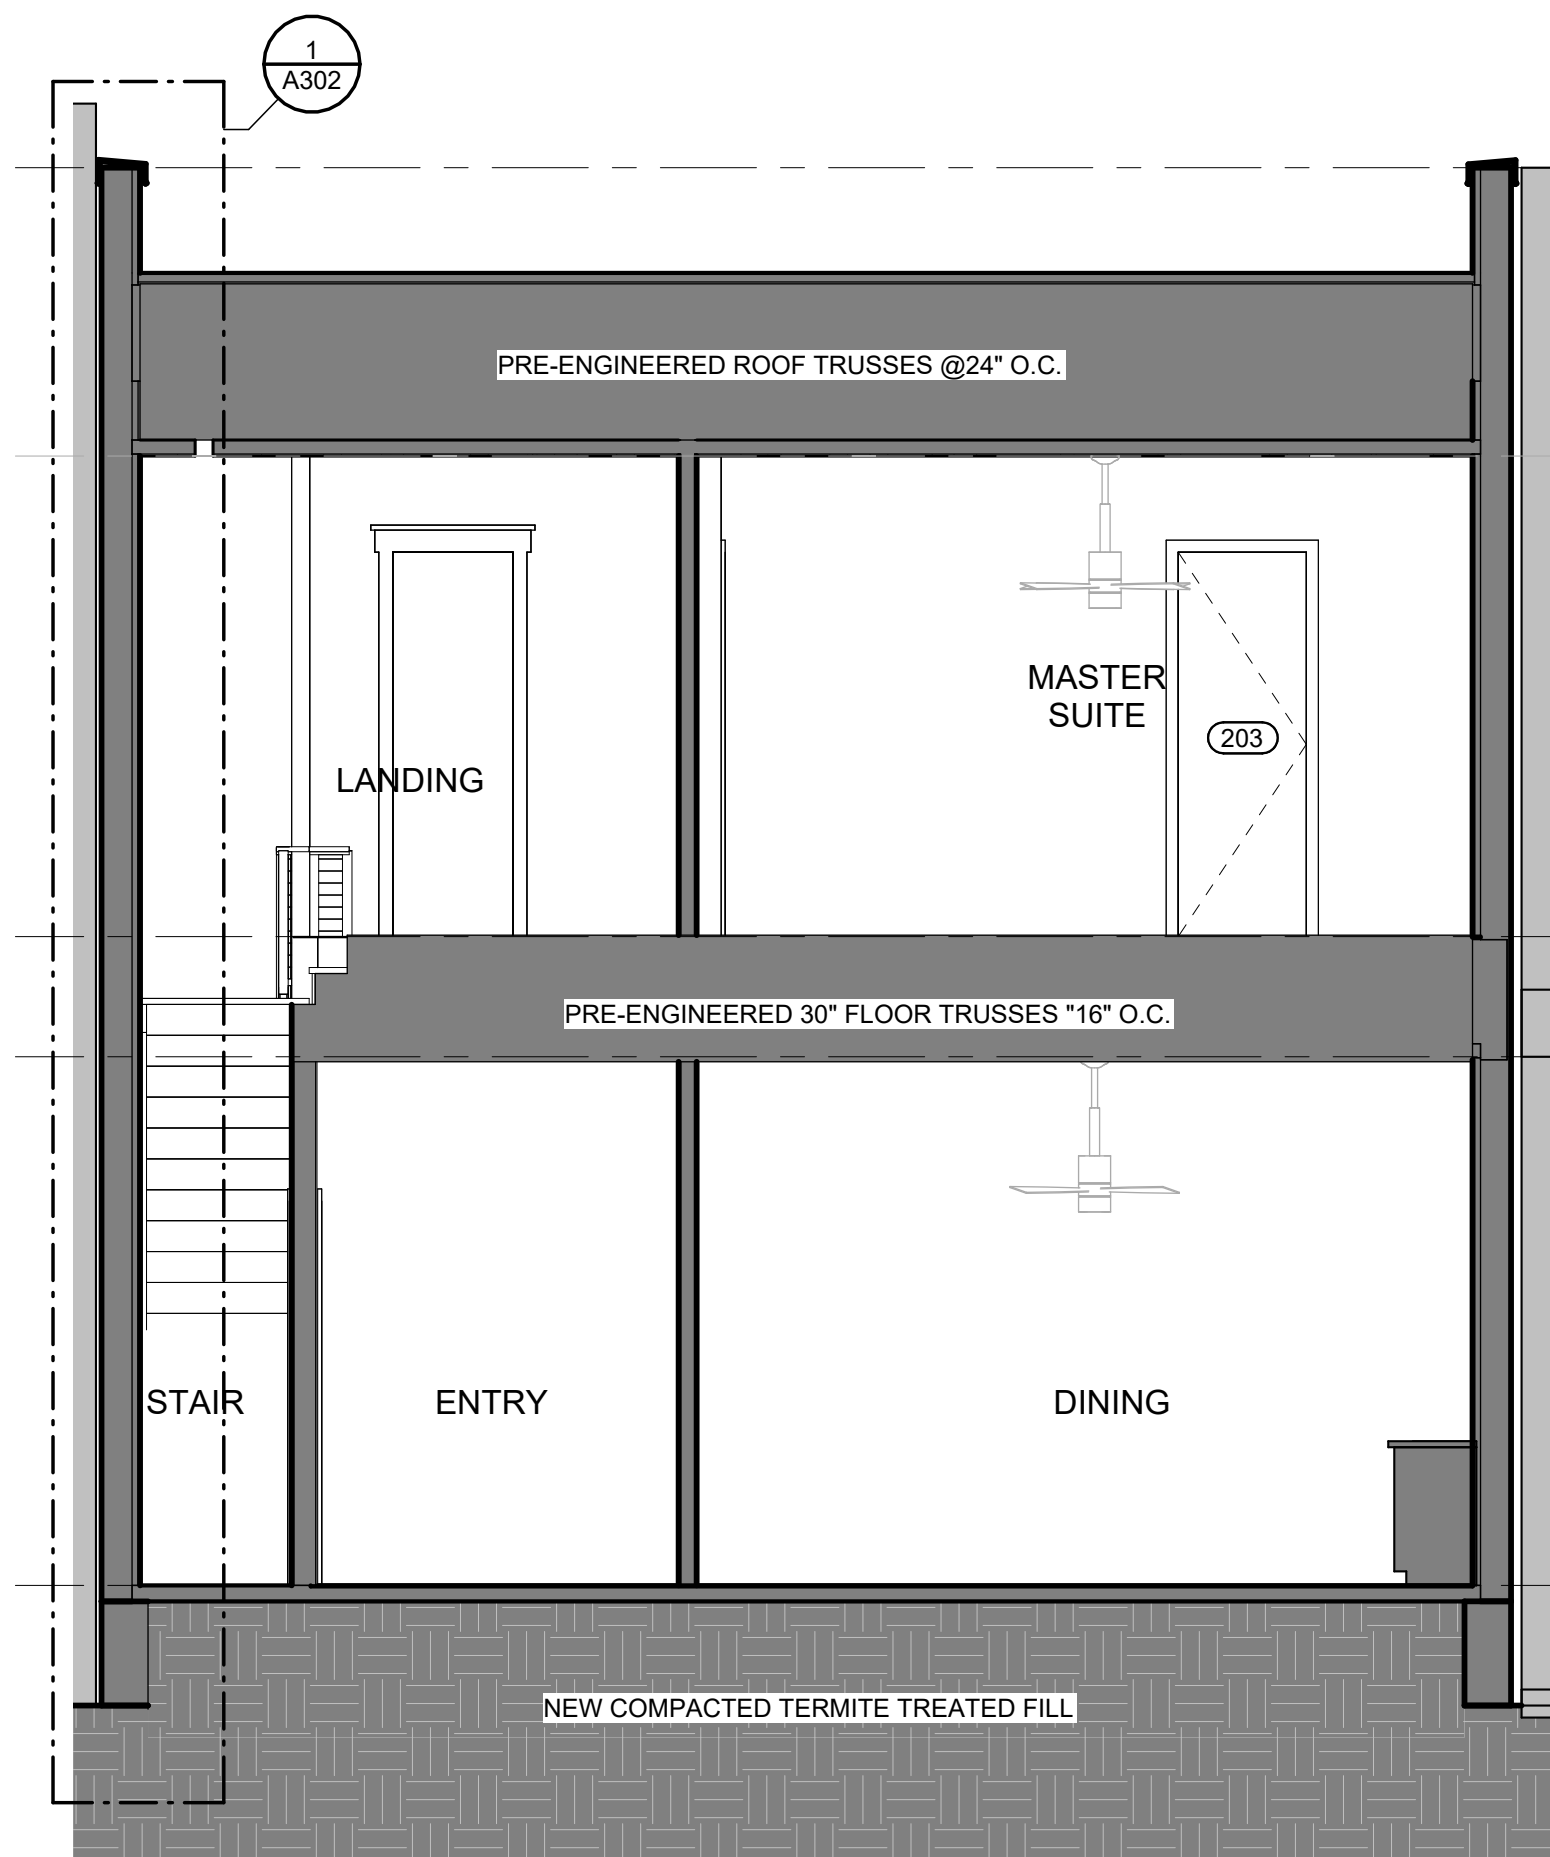 1
A302
PRE-ENGINEERED ROOF TRUSSES @24" O.C.
MASTER
SUITE
203
LANDING
PRE-ENGINEERED 30" FLOOR TRUSSES "16" O.C.
STAIR
ENTRY
DINING
NEW COMPACTED TERMITE TREATED FILL